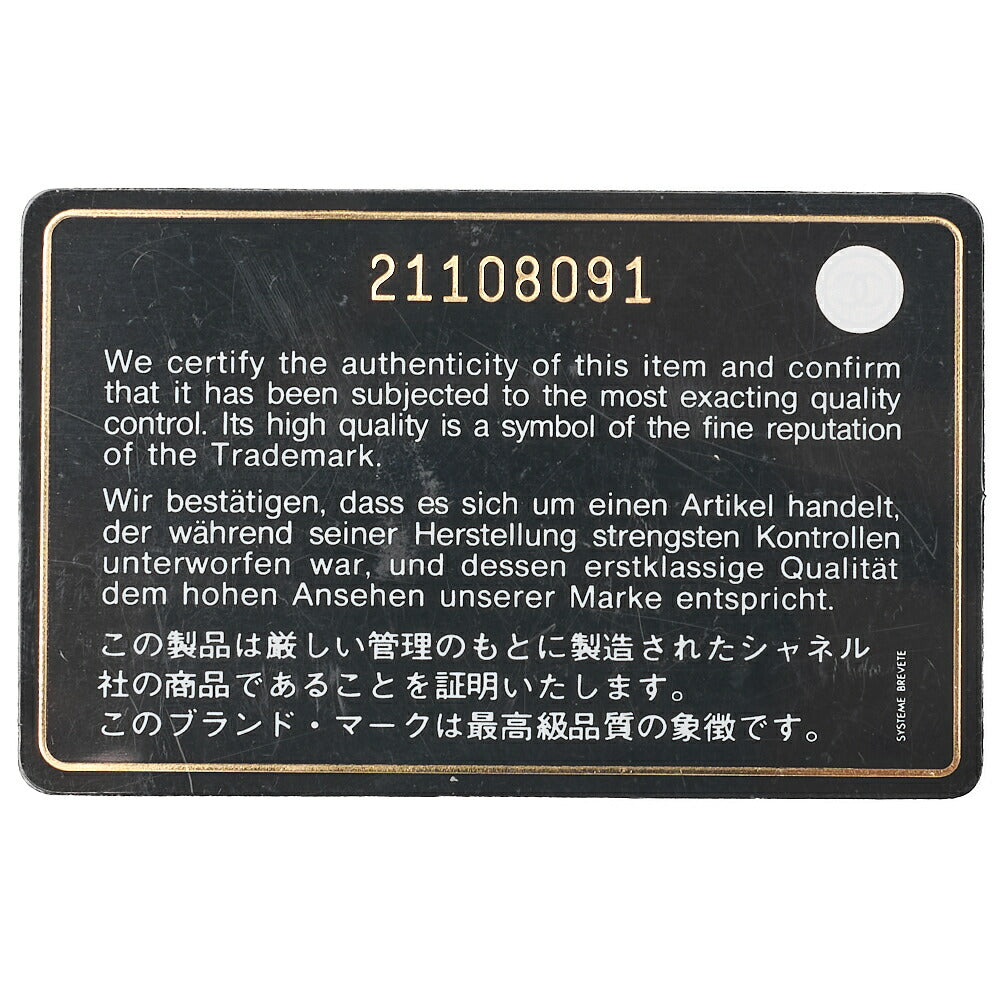 21108091
We certify the authenticity of this item and confirm
that it has been subjected to the most exacting quality
control. Its high quality is a symbol of the fine reputation
of the Trademark.
Wir bestätigen, dass es sich um einen Artikel handelt,
der während seiner Herstellung strengsten Kontrollen
unterworfen war, und dessen erstklassige Qualität
dem hohen Ansehen unserer Marke entspricht.
この製品は厳しい管理のもとに製造されたシャネル
社の商品であることを証明いたします。
このブランド・マークは最高級品質の象徴です。
SYSTEME BREVETE